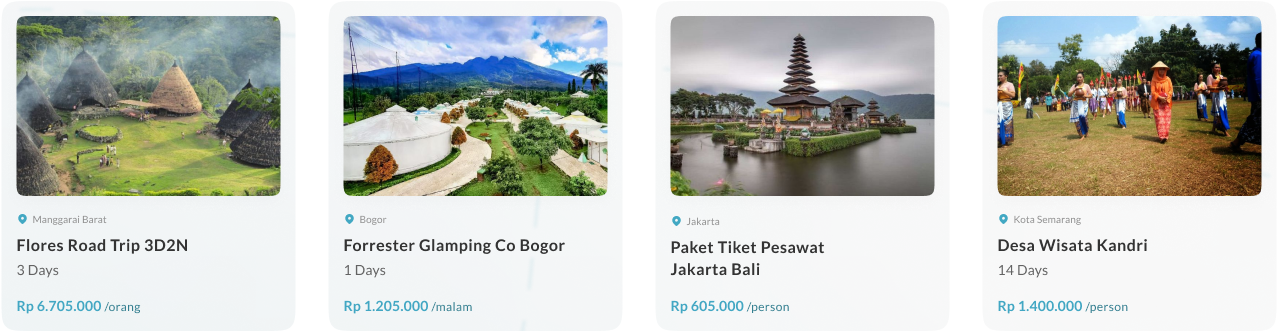 Manggarai Barat
Flores Road Trip 3D2N
3 Days
Rp 6.705.000 /orang
Bogor
Forrester Glamping Co Bogor
1 Days
Rp 1.205.000 /malam
Jakarta
Paket Tiket Pesawat
Jakarta Bali
Rp 605.000 /person
Kota Semarang
Desa Wisata Kandri
14 Days
Rp 1.400.000 /person